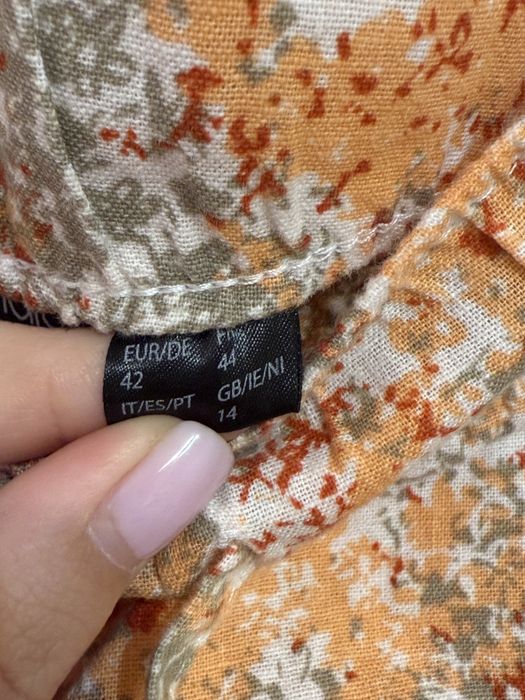 EUR/DE
42
IT/ES/PT
44
GB/IE/NI
14